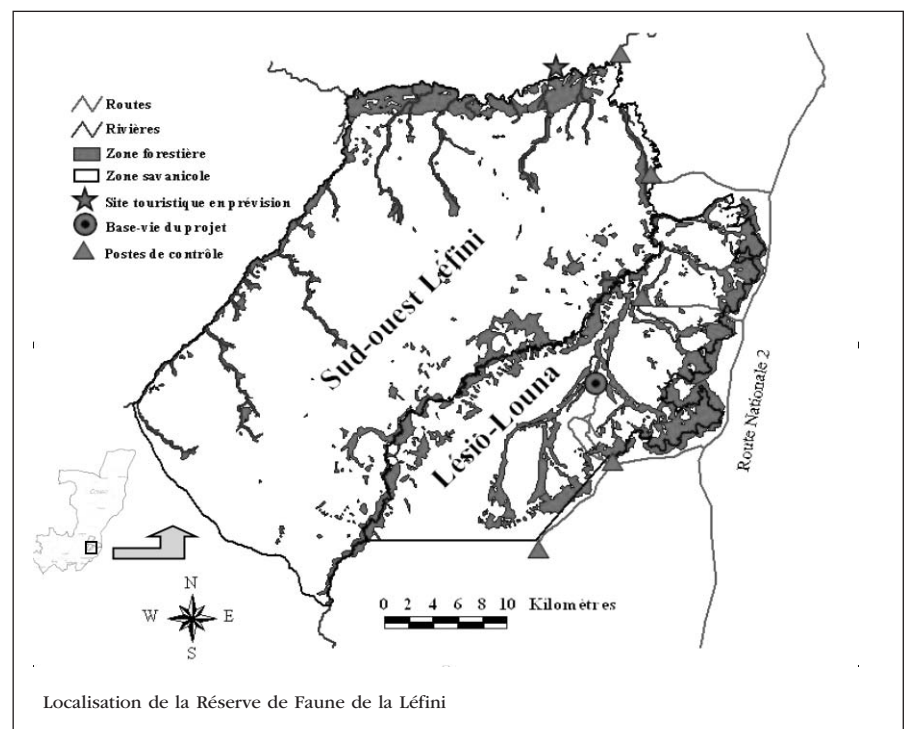 Routes
Rivières
Zone forestière
Zone savanicole
Site touristique en prévision
Base-vie du projet
Postes de contrôle
Sud-ouest Léfini
Lésio-Louna
Route Nationale 2
N
W E
S
0 2 4 6 8 10 Kilomètres
Localisation de la Réserve de Faune de la Léfini